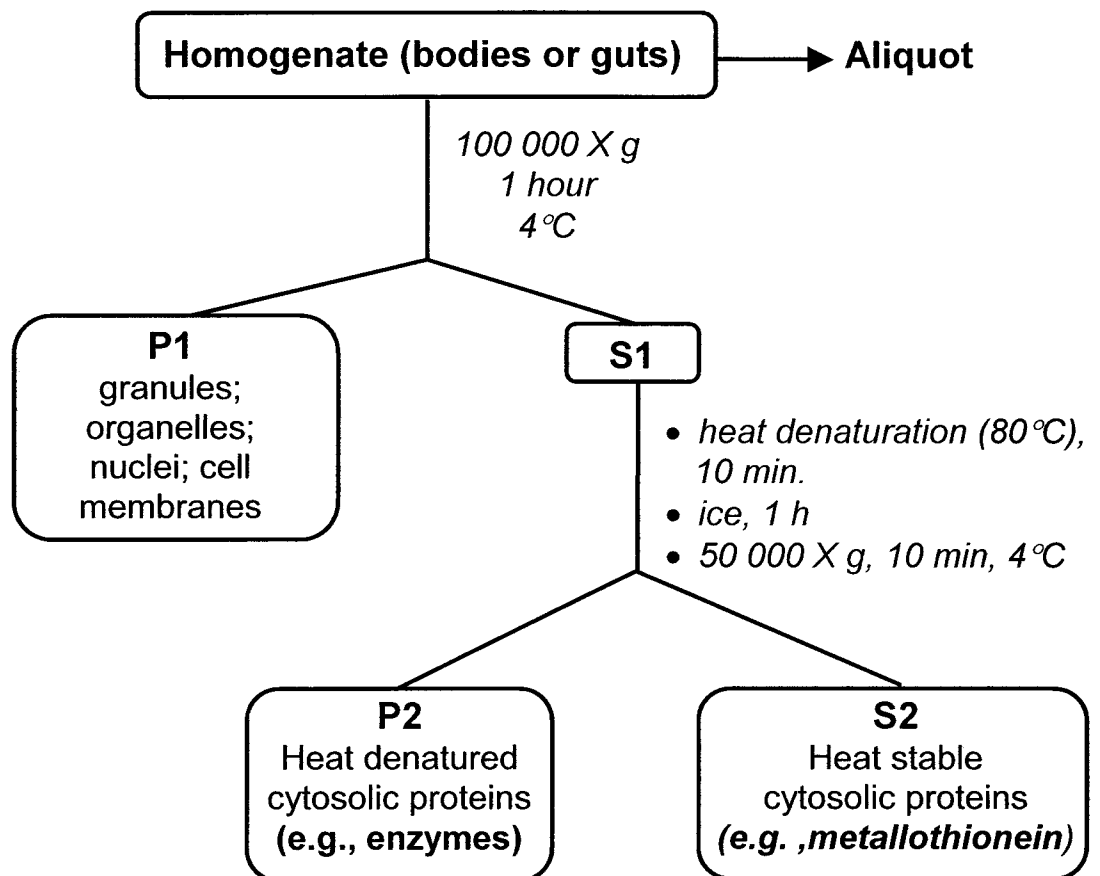 Homogenate (bodies or guts)
Aliquot
100 000 X g
1 hour
4°C
P1
granules;
organelles;
nuclei; cell
membranes
S1
• heat denaturation (80°C),
10 min.
• ice, 1 h
• 50 000 X g, 10 min, 4°C
P2
Heat denatured
cytosolic proteins
(e.g., enzymes)
S2
Heat stable
cytosolic proteins
(e.g. ,metallothionein)